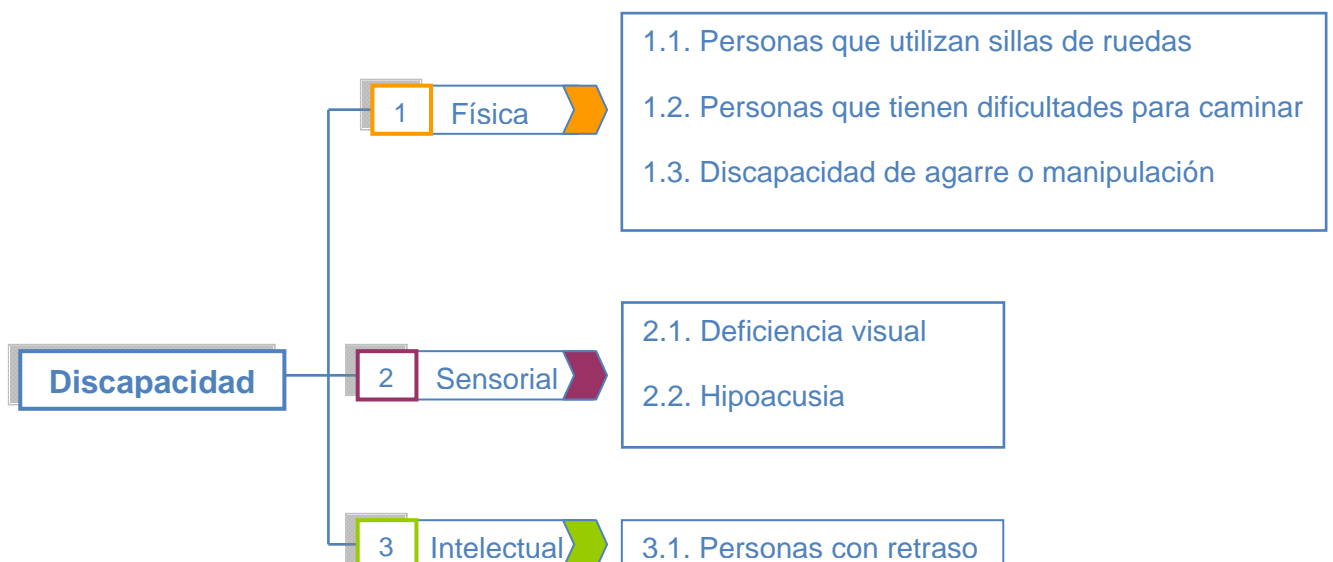 Discapacidad
1 Física
1.1. Personas que utilizan sillas de ruedas
1.2. Personas que tienen dificultades para caminar
1.3. Discapacidad de agarre o manipulación
2 Sensorial
2.1. Deficiencia visual
2.2. Hipoacusia
3 Intelectual
3.1. Personas con retraso